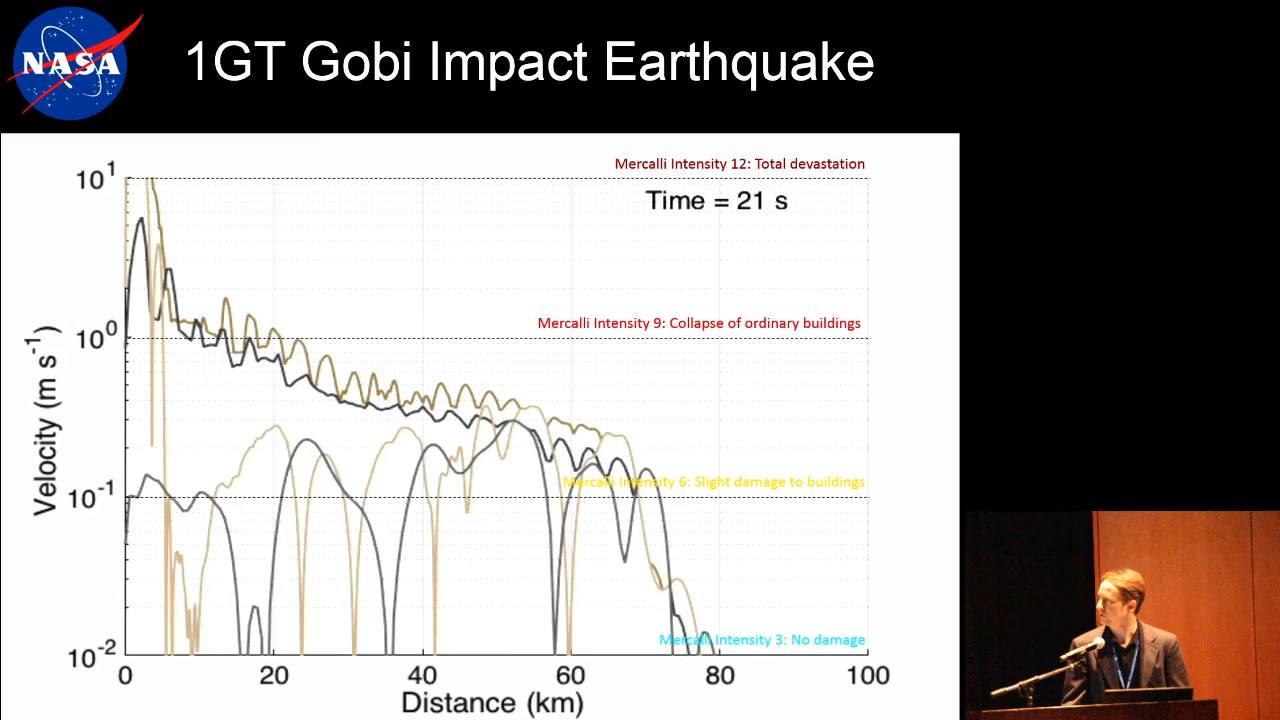 NASA
1GT Gobi Impact Earthquake
Mercalli Intensity 12: Total devastation
10¹
Time = 21 s
Mercalli Intensity 9: Collapse of ordinary buildings
10⁰
Velocity (m s⁻¹)
Mercalli Intensity 6: Slight damage to buildings
10⁻¹
Mercalli Intensity 3: No damage
10⁻²
0 20 40 60 80 100
Distance (km)